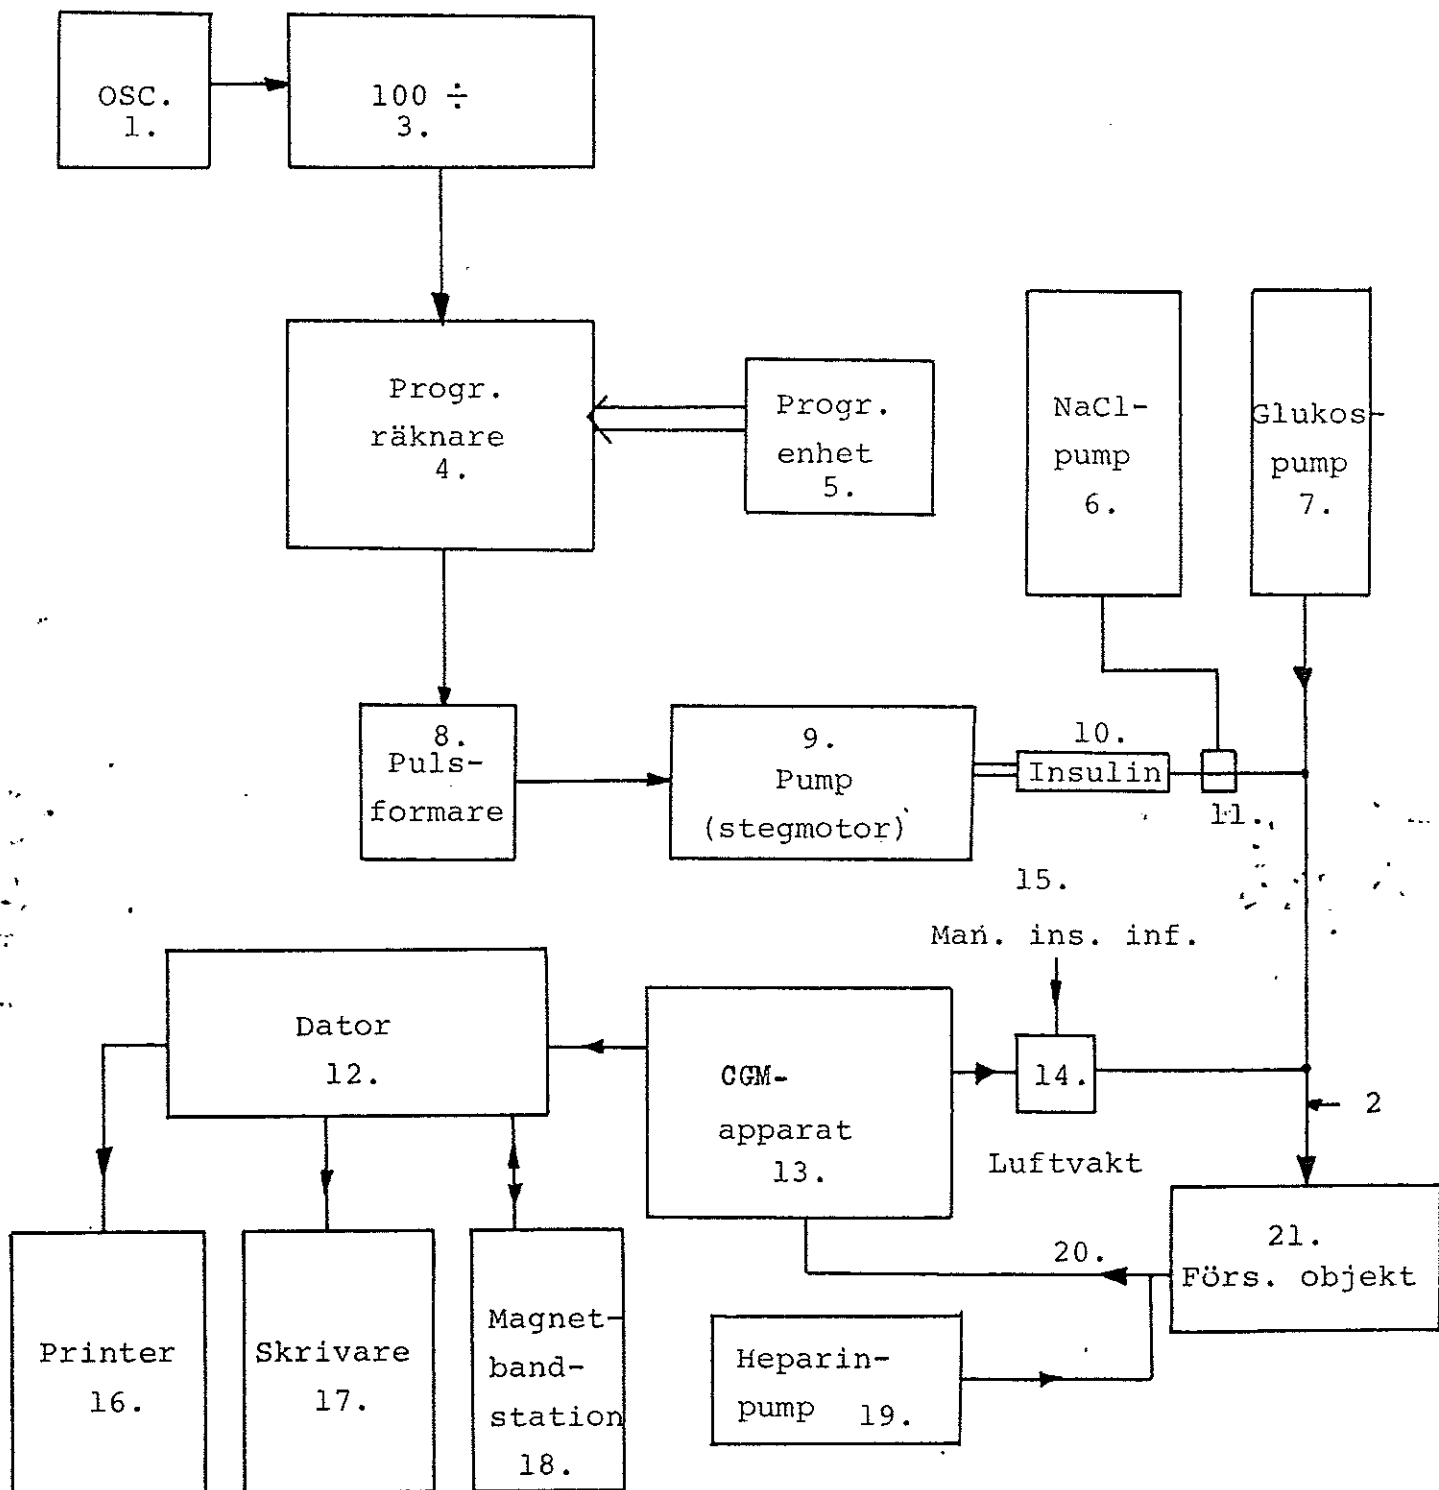 OSC.
1.
100 ÷
3.
Progr.
räknare
4.
Progr.
enhet
5.
NaCl-
pump
6.
Glukos-
pump
7.
8.
Puls-
formare
9.
Pump
(stegmotor)
10.
Insulin
11.
15.
Man. ins. inf.
Dator
12.
CGM-
apparat
13.
14.
2
Luftvakt
20.
21.
Förs. objekt
Printer
16.
Skrivare
17.
Magnet-
band-
station
18.
Heparin-
pump 19.